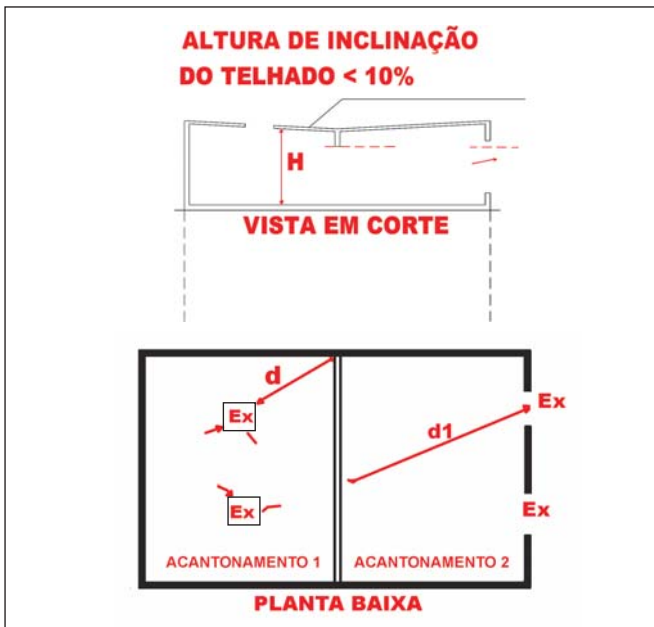 ALTURA DE INCLINAÇÃO
DO TELHADO < 10%
H
VISTA EM CORTE
d
Ex
Ex
d1
Ex
Ex
ACANTONAMENTO 1
ACANTONAMENTO 2
PLANTA BAIXA